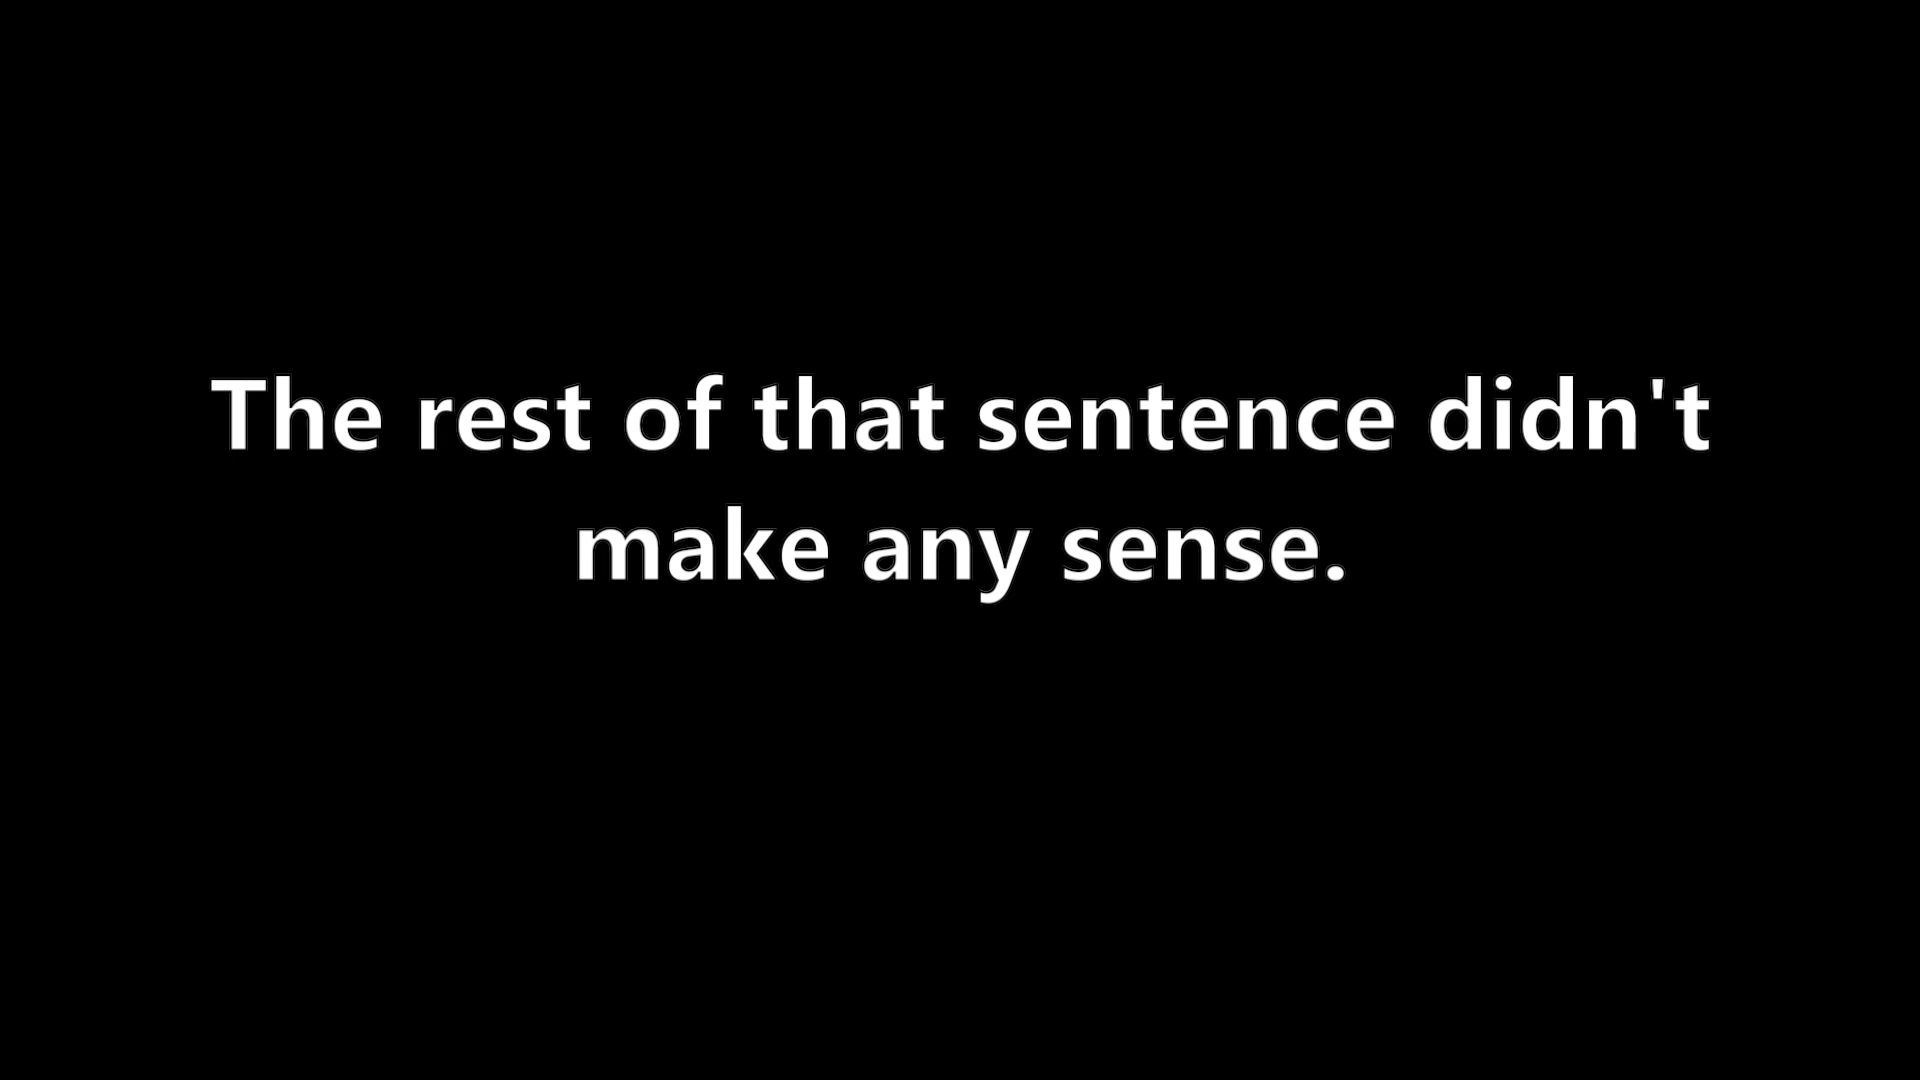 The rest of that sentence didn't
make any sense.